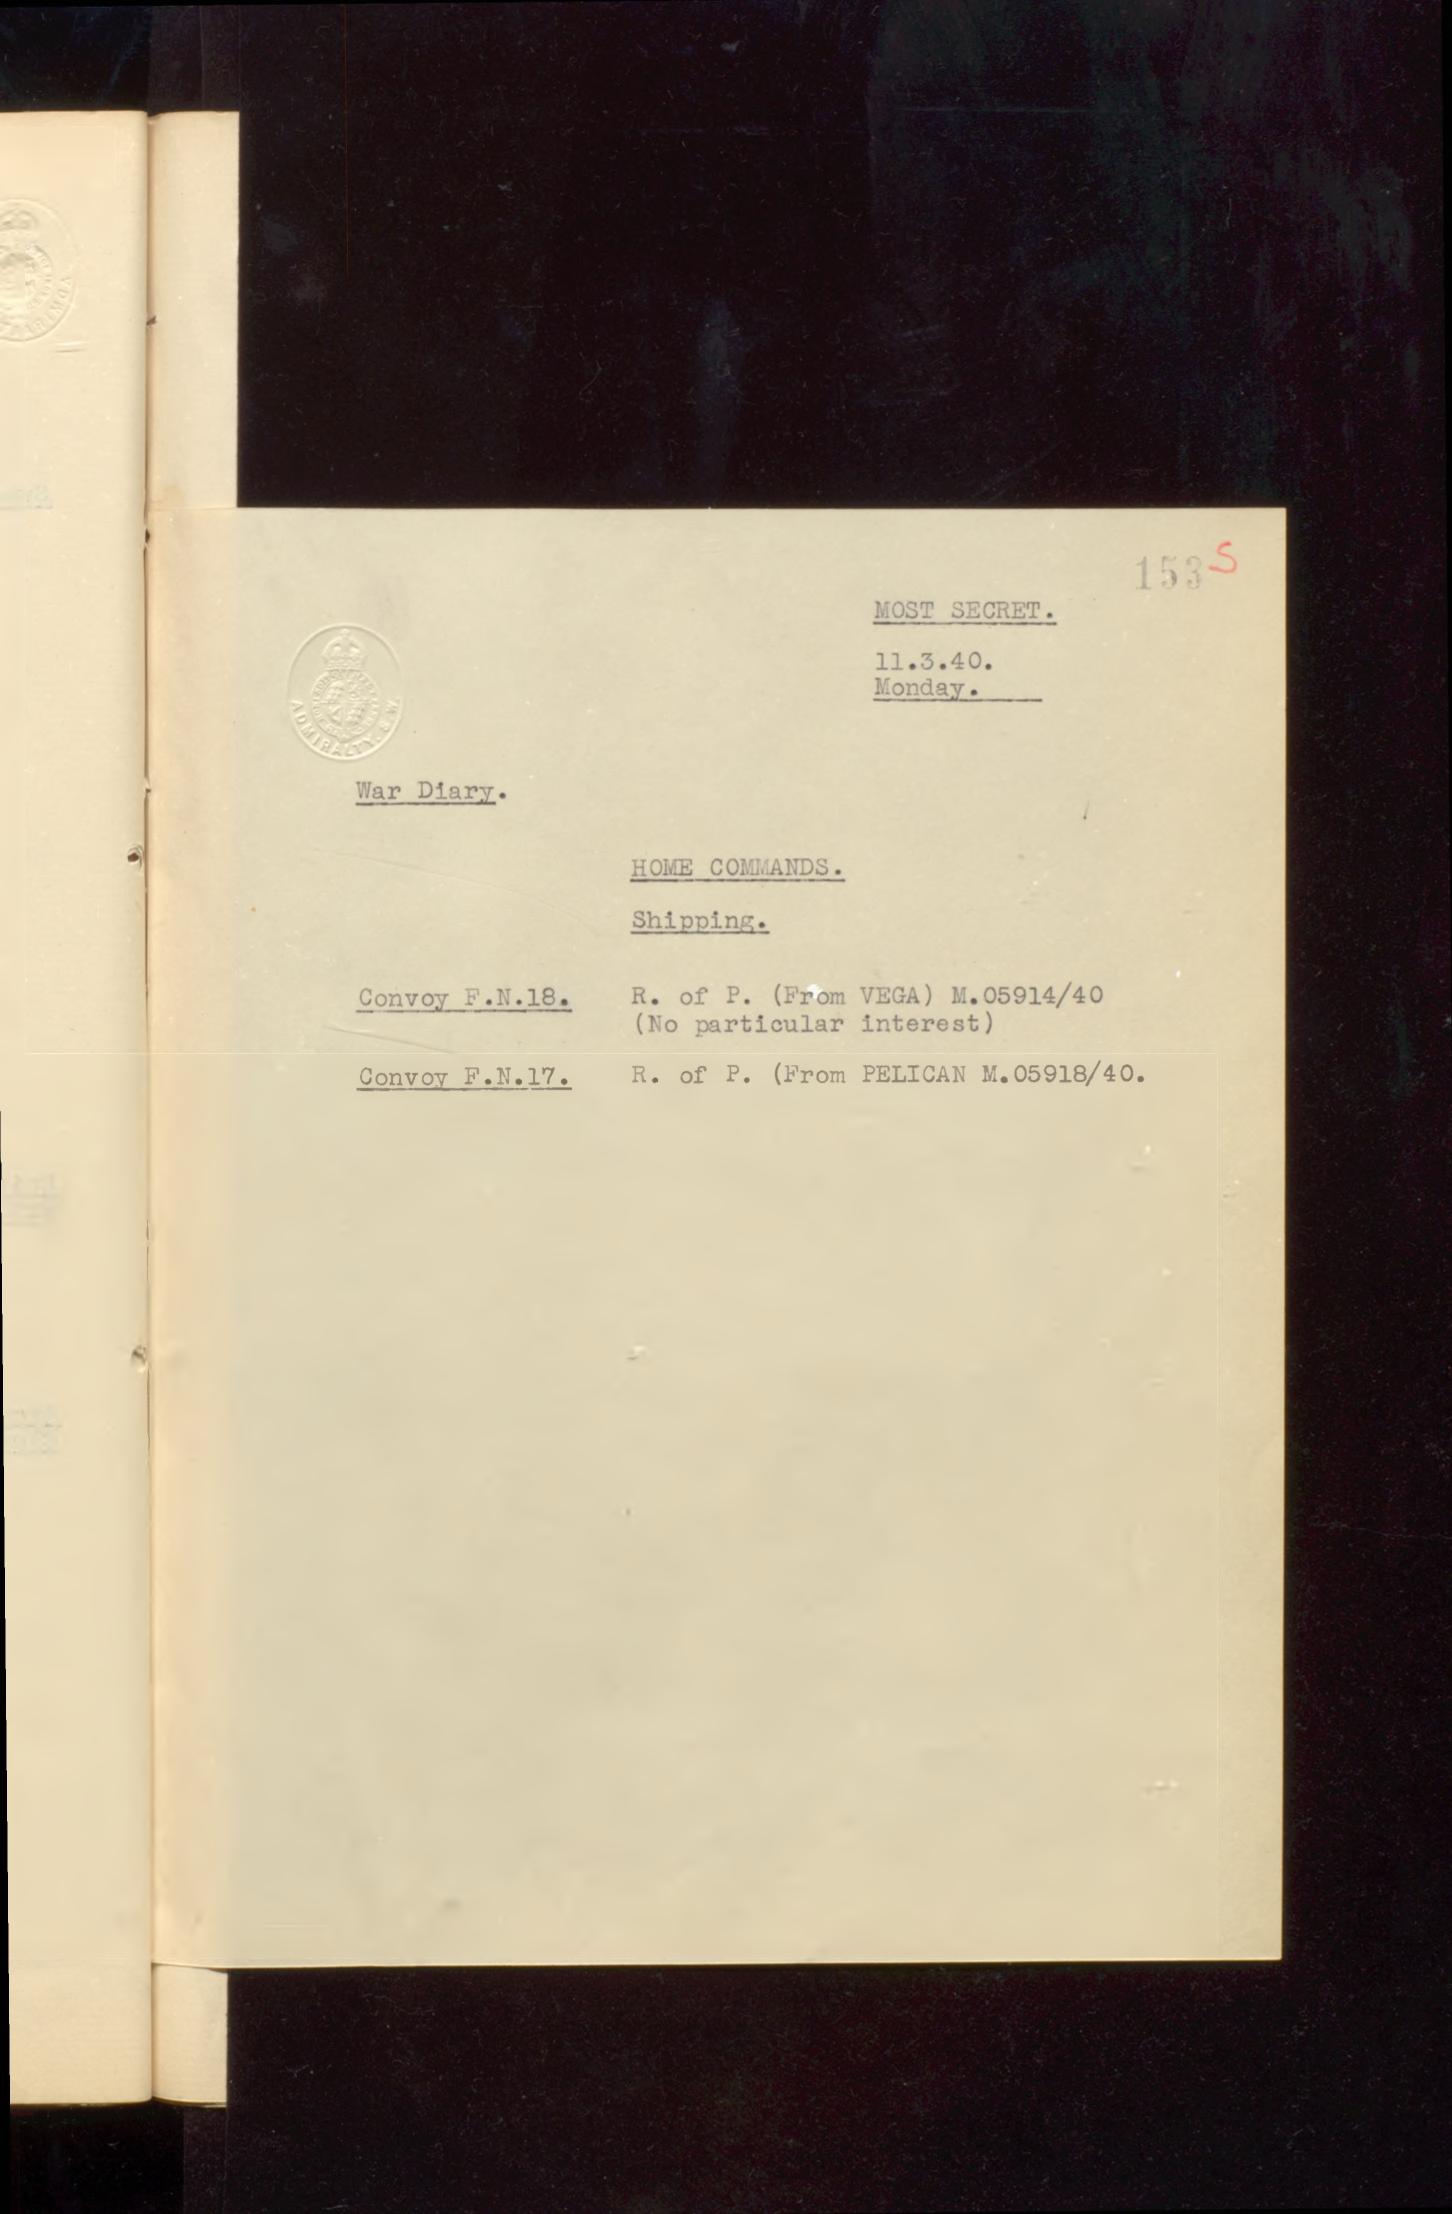 153 S
MOST SECRET.
11.3.40.
Monday.
ADMIRALTY. S.W.
War Diary.
HOME COMMANDS.
Shipping.
Convoy F.N.18. R. of P. (From VEGA) M.05914/40
(No particular interest)
Convoy F.N.17. R. of P. (From PELICAN M.05918/40.